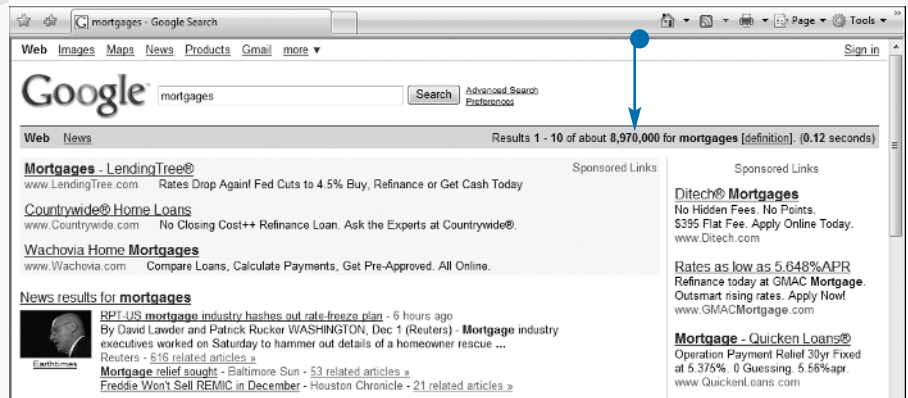 mortgages - Google Search
Page Tools
Web Images Maps News Products Gmail more
Sign in
Google
mortgages
Search
Advanced Search
Preferences
Web News
Results 1 - 10 of about 8,970,000 for mortgages [definition]. (0.12 seconds)
Mortgages - LendingTree®
Sponsored Links
www.LendingTree.com Rates Drop Again! Fed Cuts to 4.5% Buy, Refinance or Get Cash Today
Countrywide® Home Loans
www.Countrywide.com No Closing Cost++ Refinance Loan. Ask the Experts at Countrywide®.
Wachovia Home Mortgages
www.Wachovia.com Compare Loans, Calculate Payments, Get Pre-Approved. All Online.
News results for mortgages
RPT-US mortgage industry hashes out rate-freeze plan - 6 hours ago
By David Lawder and Patrick Rucker WASHINGTON, Dec 1 (Reuters) - Mortgage industry
executives worked on Saturday to hammer out details of a homeowner rescue ...
Reuters - 616 related articles »
Earthtimes
Mortgage relief sought - Baltimore Sun - 53 related articles »
Freddie Won't Sell REMIC in December - Houston Chronicle - 21 related articles »
Sponsored Links
Ditech® Mortgages
No Hidden Fees. No Points.
$395 Flat Fee. Apply Online Today.
www.Ditech.com
Rates as low as 5.648%APR
Refinance today at GMAC Mortgage.
Outsmart rising rates. Apply Now!
www.GMACMortgage.com
Mortgage - Quicken Loans®
Operation Payment Relief 30yr Fixed
at 5.375%. 0 Guessing. 5.56%apr.
www.QuickenLoans.com